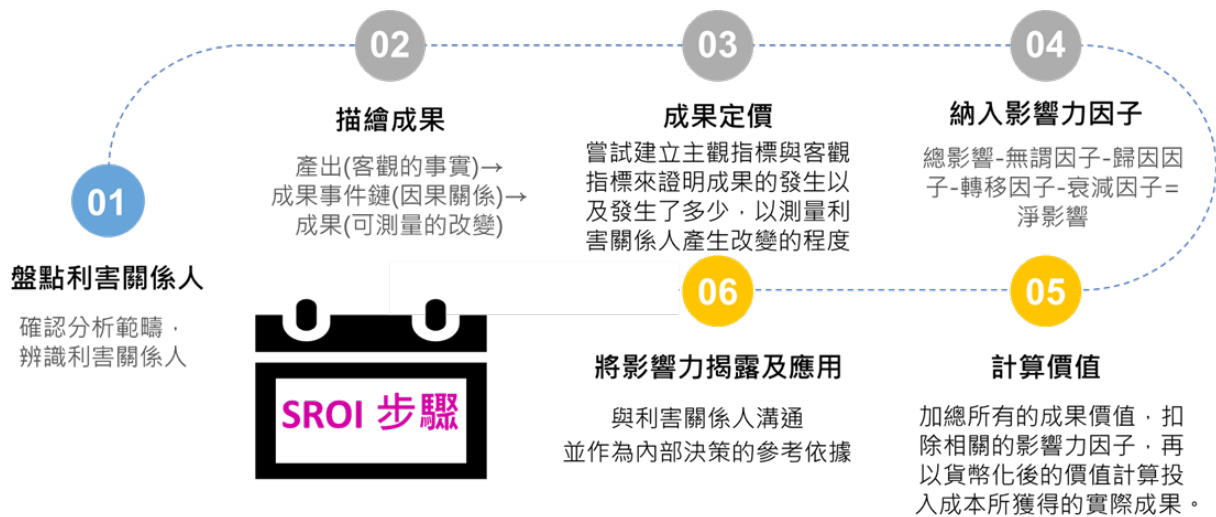 01
盤點利害關係人
確認分析範疇，
辨識利害關係人
02
描繪成果
產出(客觀的事實)→
成果事件鏈(因果關係)→
成果(可測量的改變)
03
成果定價
嘗試建立主觀指標與客觀
指標來證明成果的發生以
及發生了多少，以測量利
害關係人產生改變的程度
04
納入影響力因子
總影響-無謂因子-歸因因
子-轉移因子-衰減因子=
淨影響
05
計算價值
加總所有的成果價值，扣
除相關的影響力因子，再
以貨幣化後的價值計算投
入成本所獲得的實際成果。
06
將影響力揭露及應用
與利害關係人溝通
並作為內部決策的參考依據
SROI 步驟